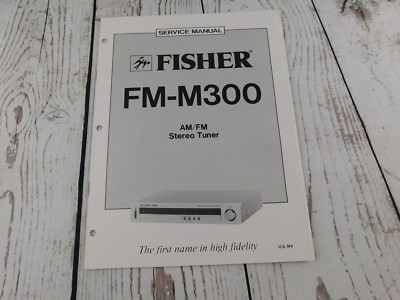 SERVICE MANUAL
FISHER
FM-M300
AM/FM
Stereo Tuner
The first name in high fidelity